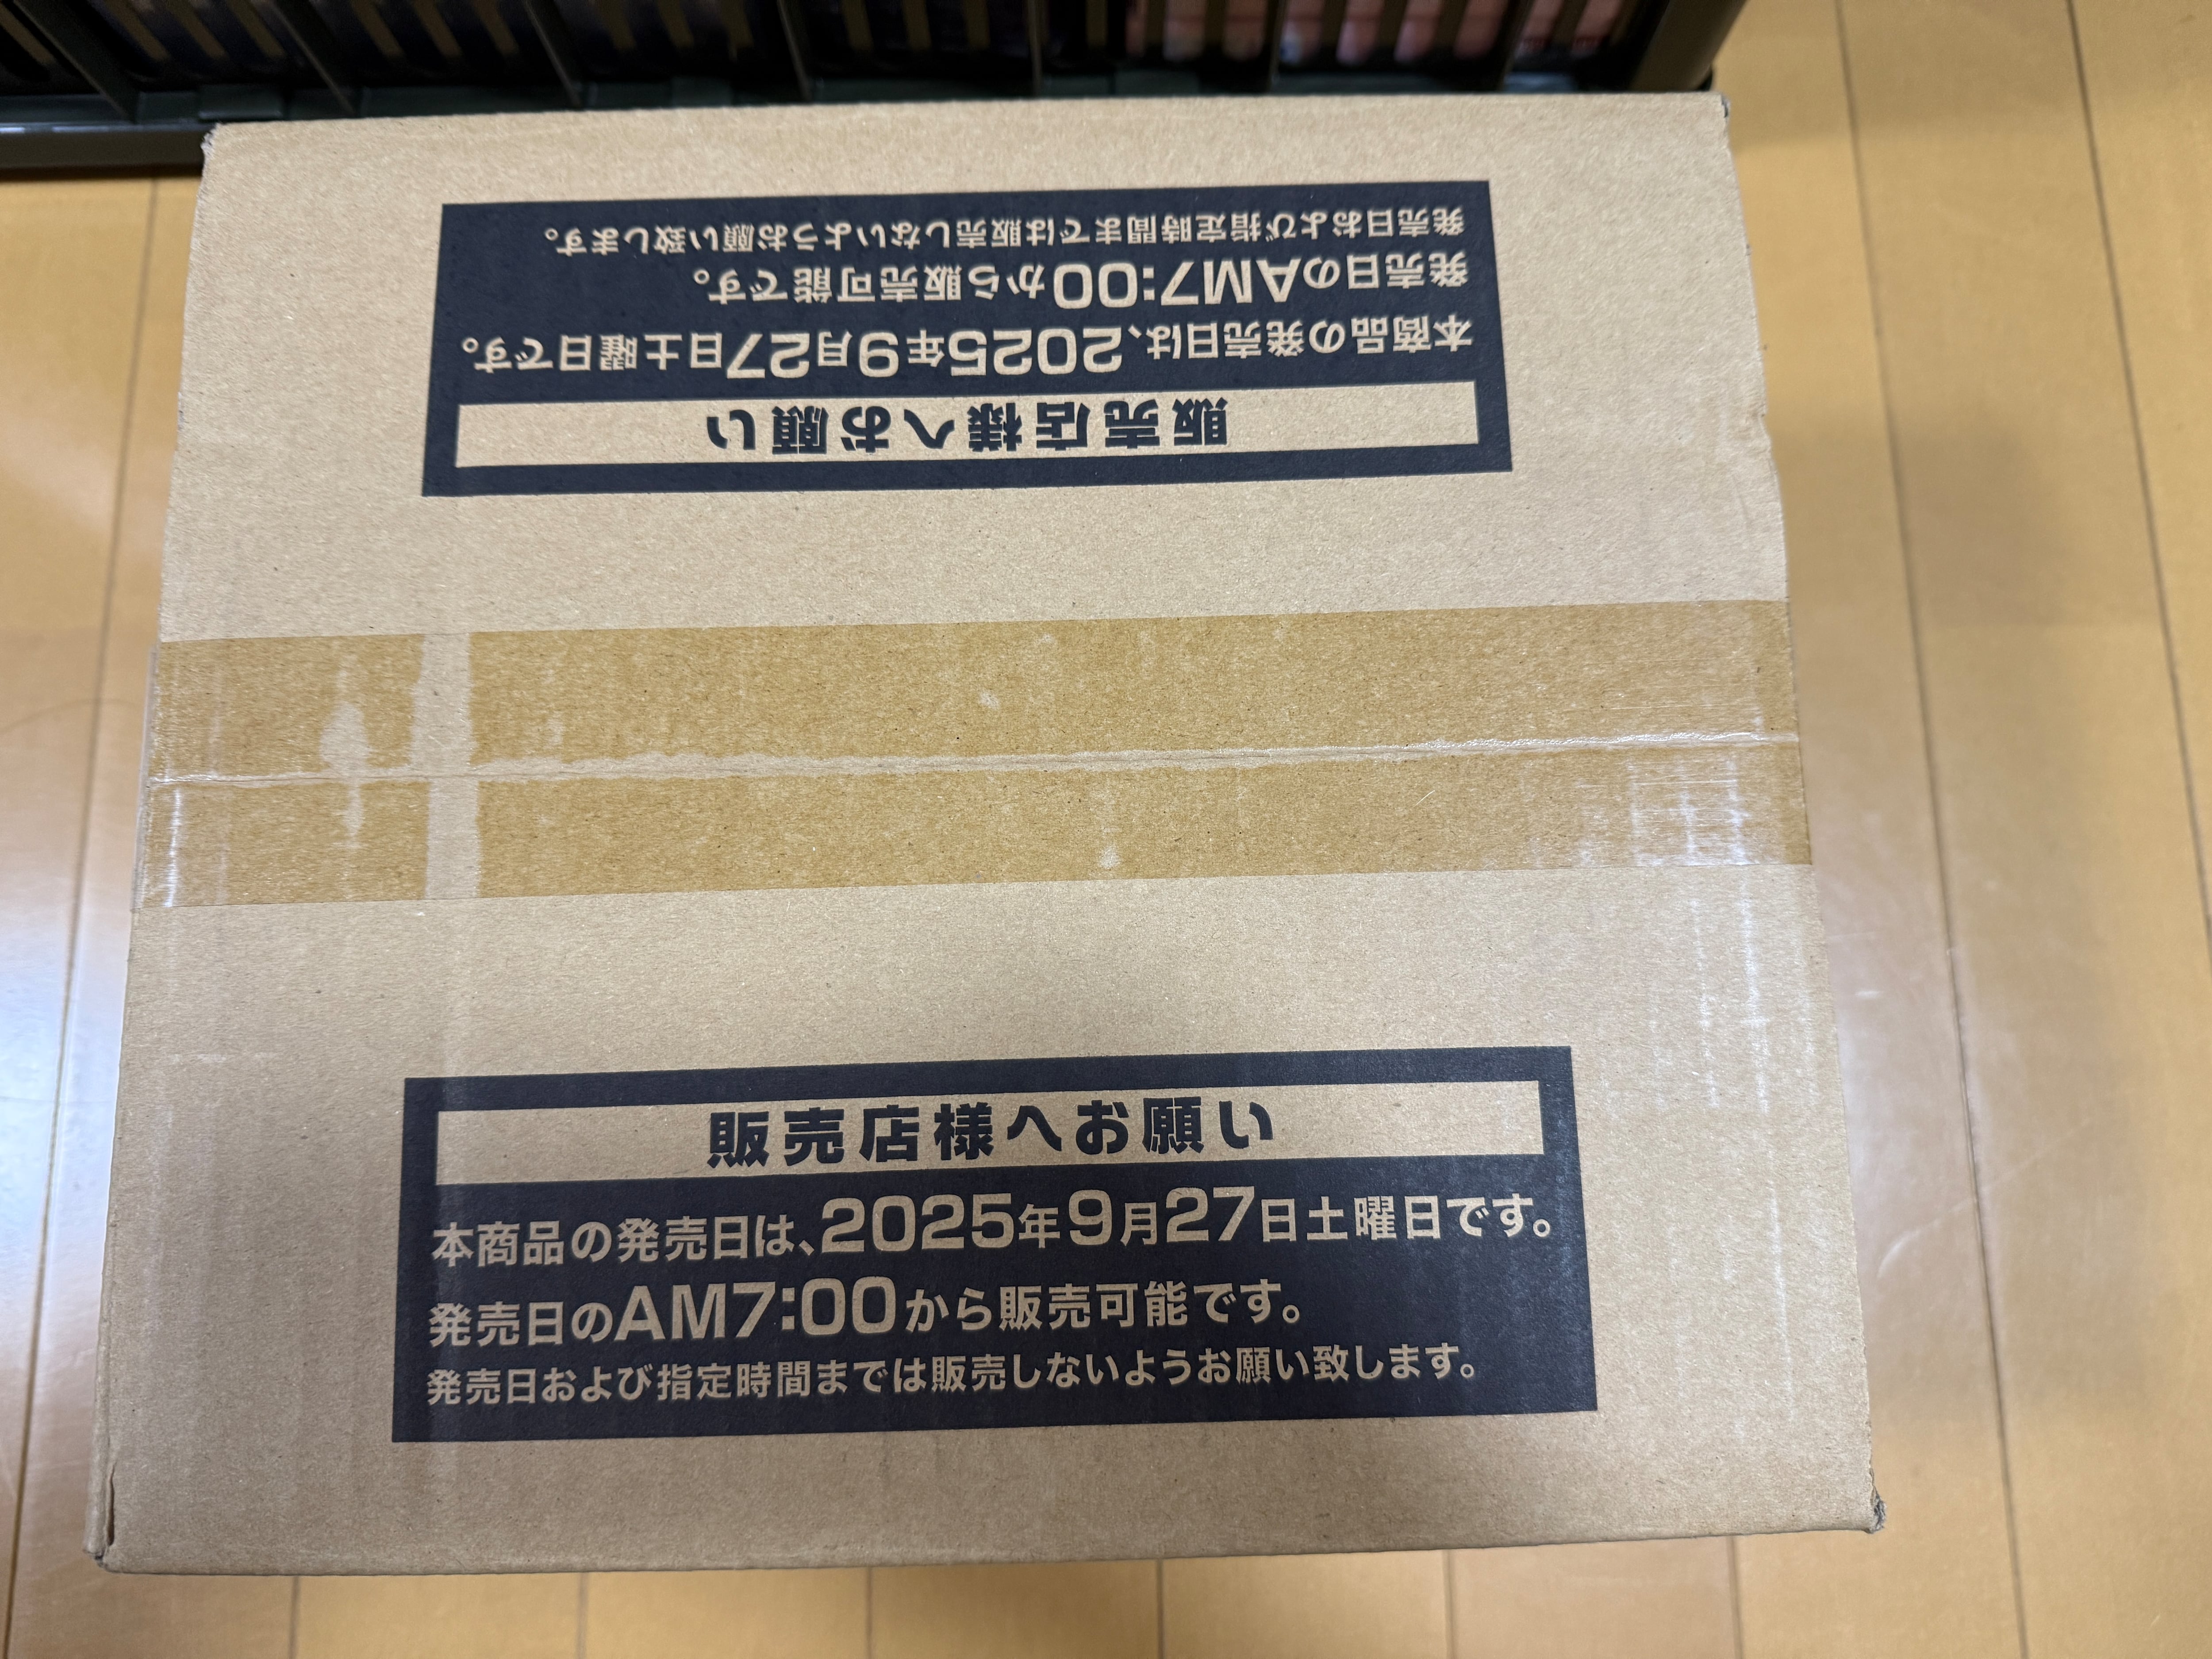 発売日および指定時間までは販売しないようお願い致します。
発売日のAM7:00から販売可能です。
本商品の発売日は、2025年9月27日土曜日です。
販売店様へお願い
販売店様へお願い
本商品の発売日は、2025年9月27日土曜日です。
発売日のAM7:00から販売可能です。
発売日および指定時間までは販売しないようお願い致します。